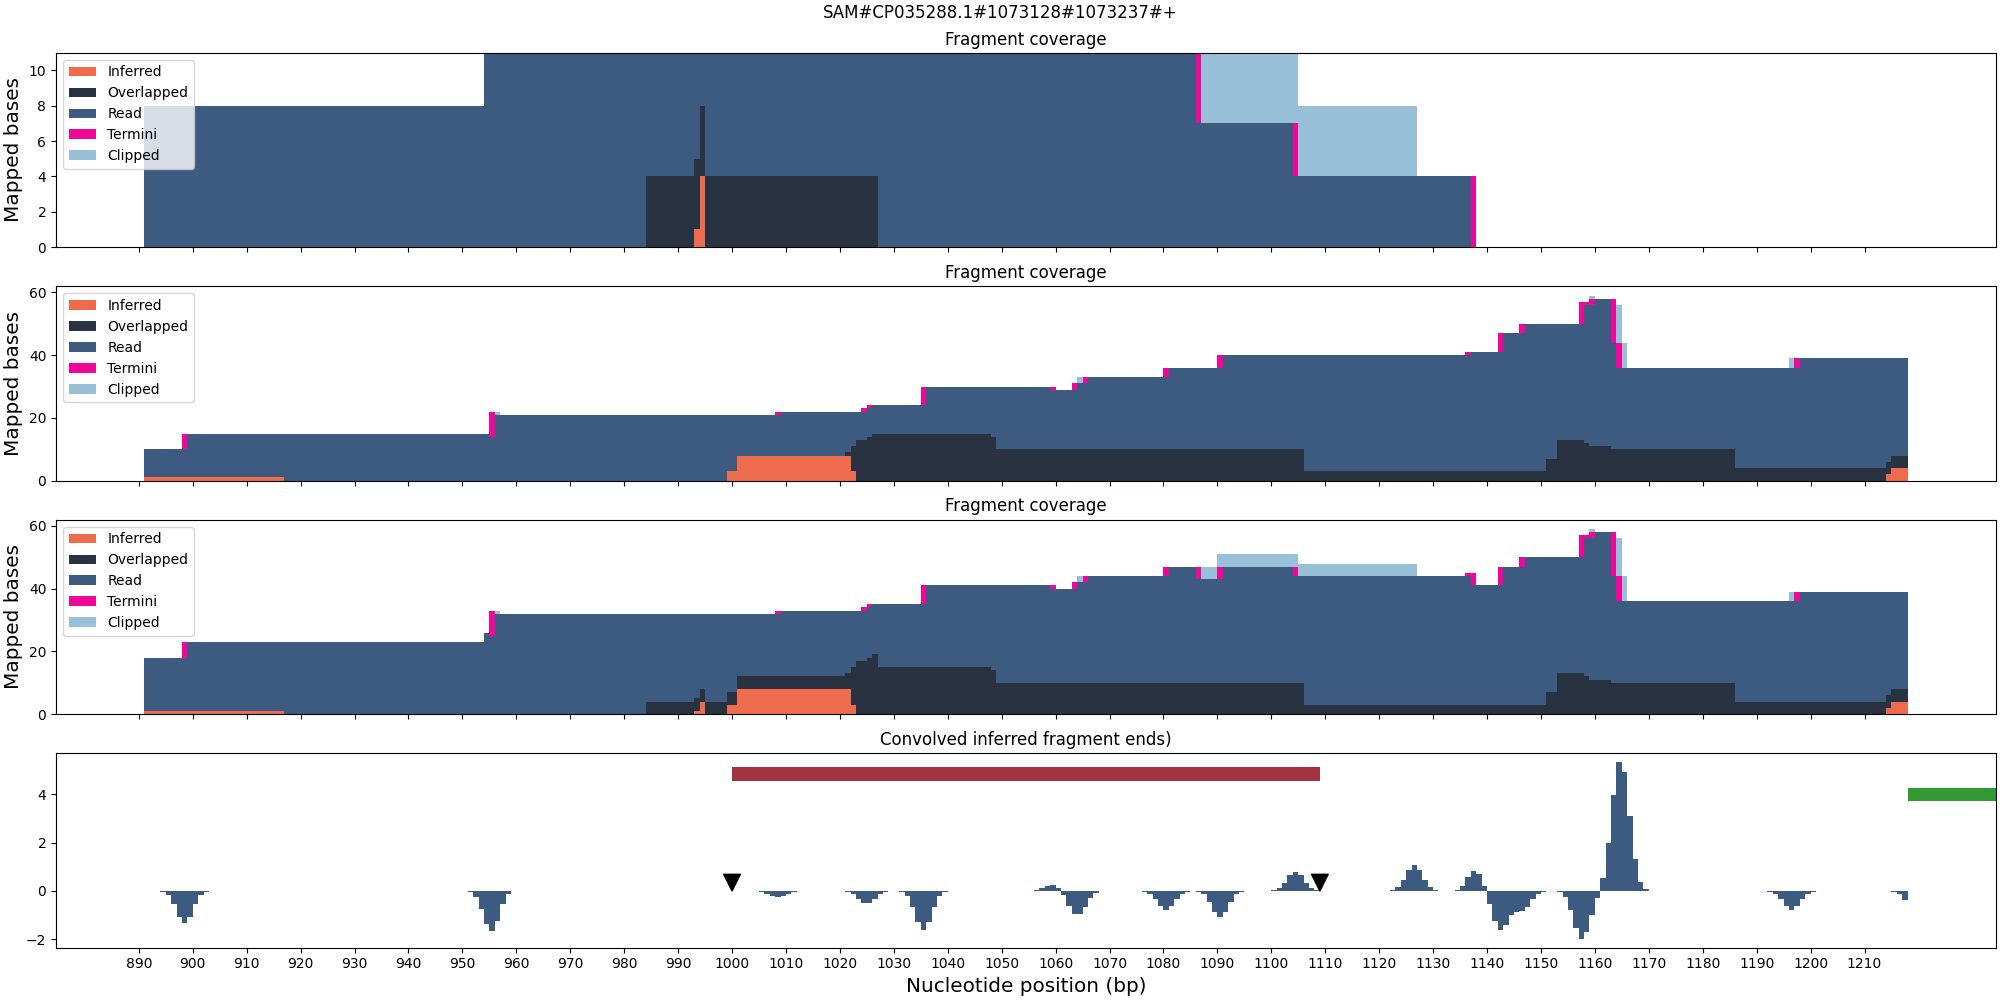 SAM#CP035288.1#1073128#1073237#+
Fragment coverage
Mapped bases
10
8
6
4
2
0
Inferred
Overlapped
Read
Termini
Clipped
Fragment coverage
Mapped bases
60
40
20
0
Inferred
Overlapped
Read
Termini
Clipped
Fragment coverage
Mapped bases
60
40
20
0
Inferred
Overlapped
Read
Termini
Clipped
Convolved inferred fragment ends)
4
2
0
−2
890 900 910 920 930 940 950 960 970 980 990 1000 1010 1020 1030 1040 1050 1060 1070 1080 1090 1100 1110 1120 1130 1140 1150 1160 1170 1180 1190 1200 1210
Nucleotide position (bp)